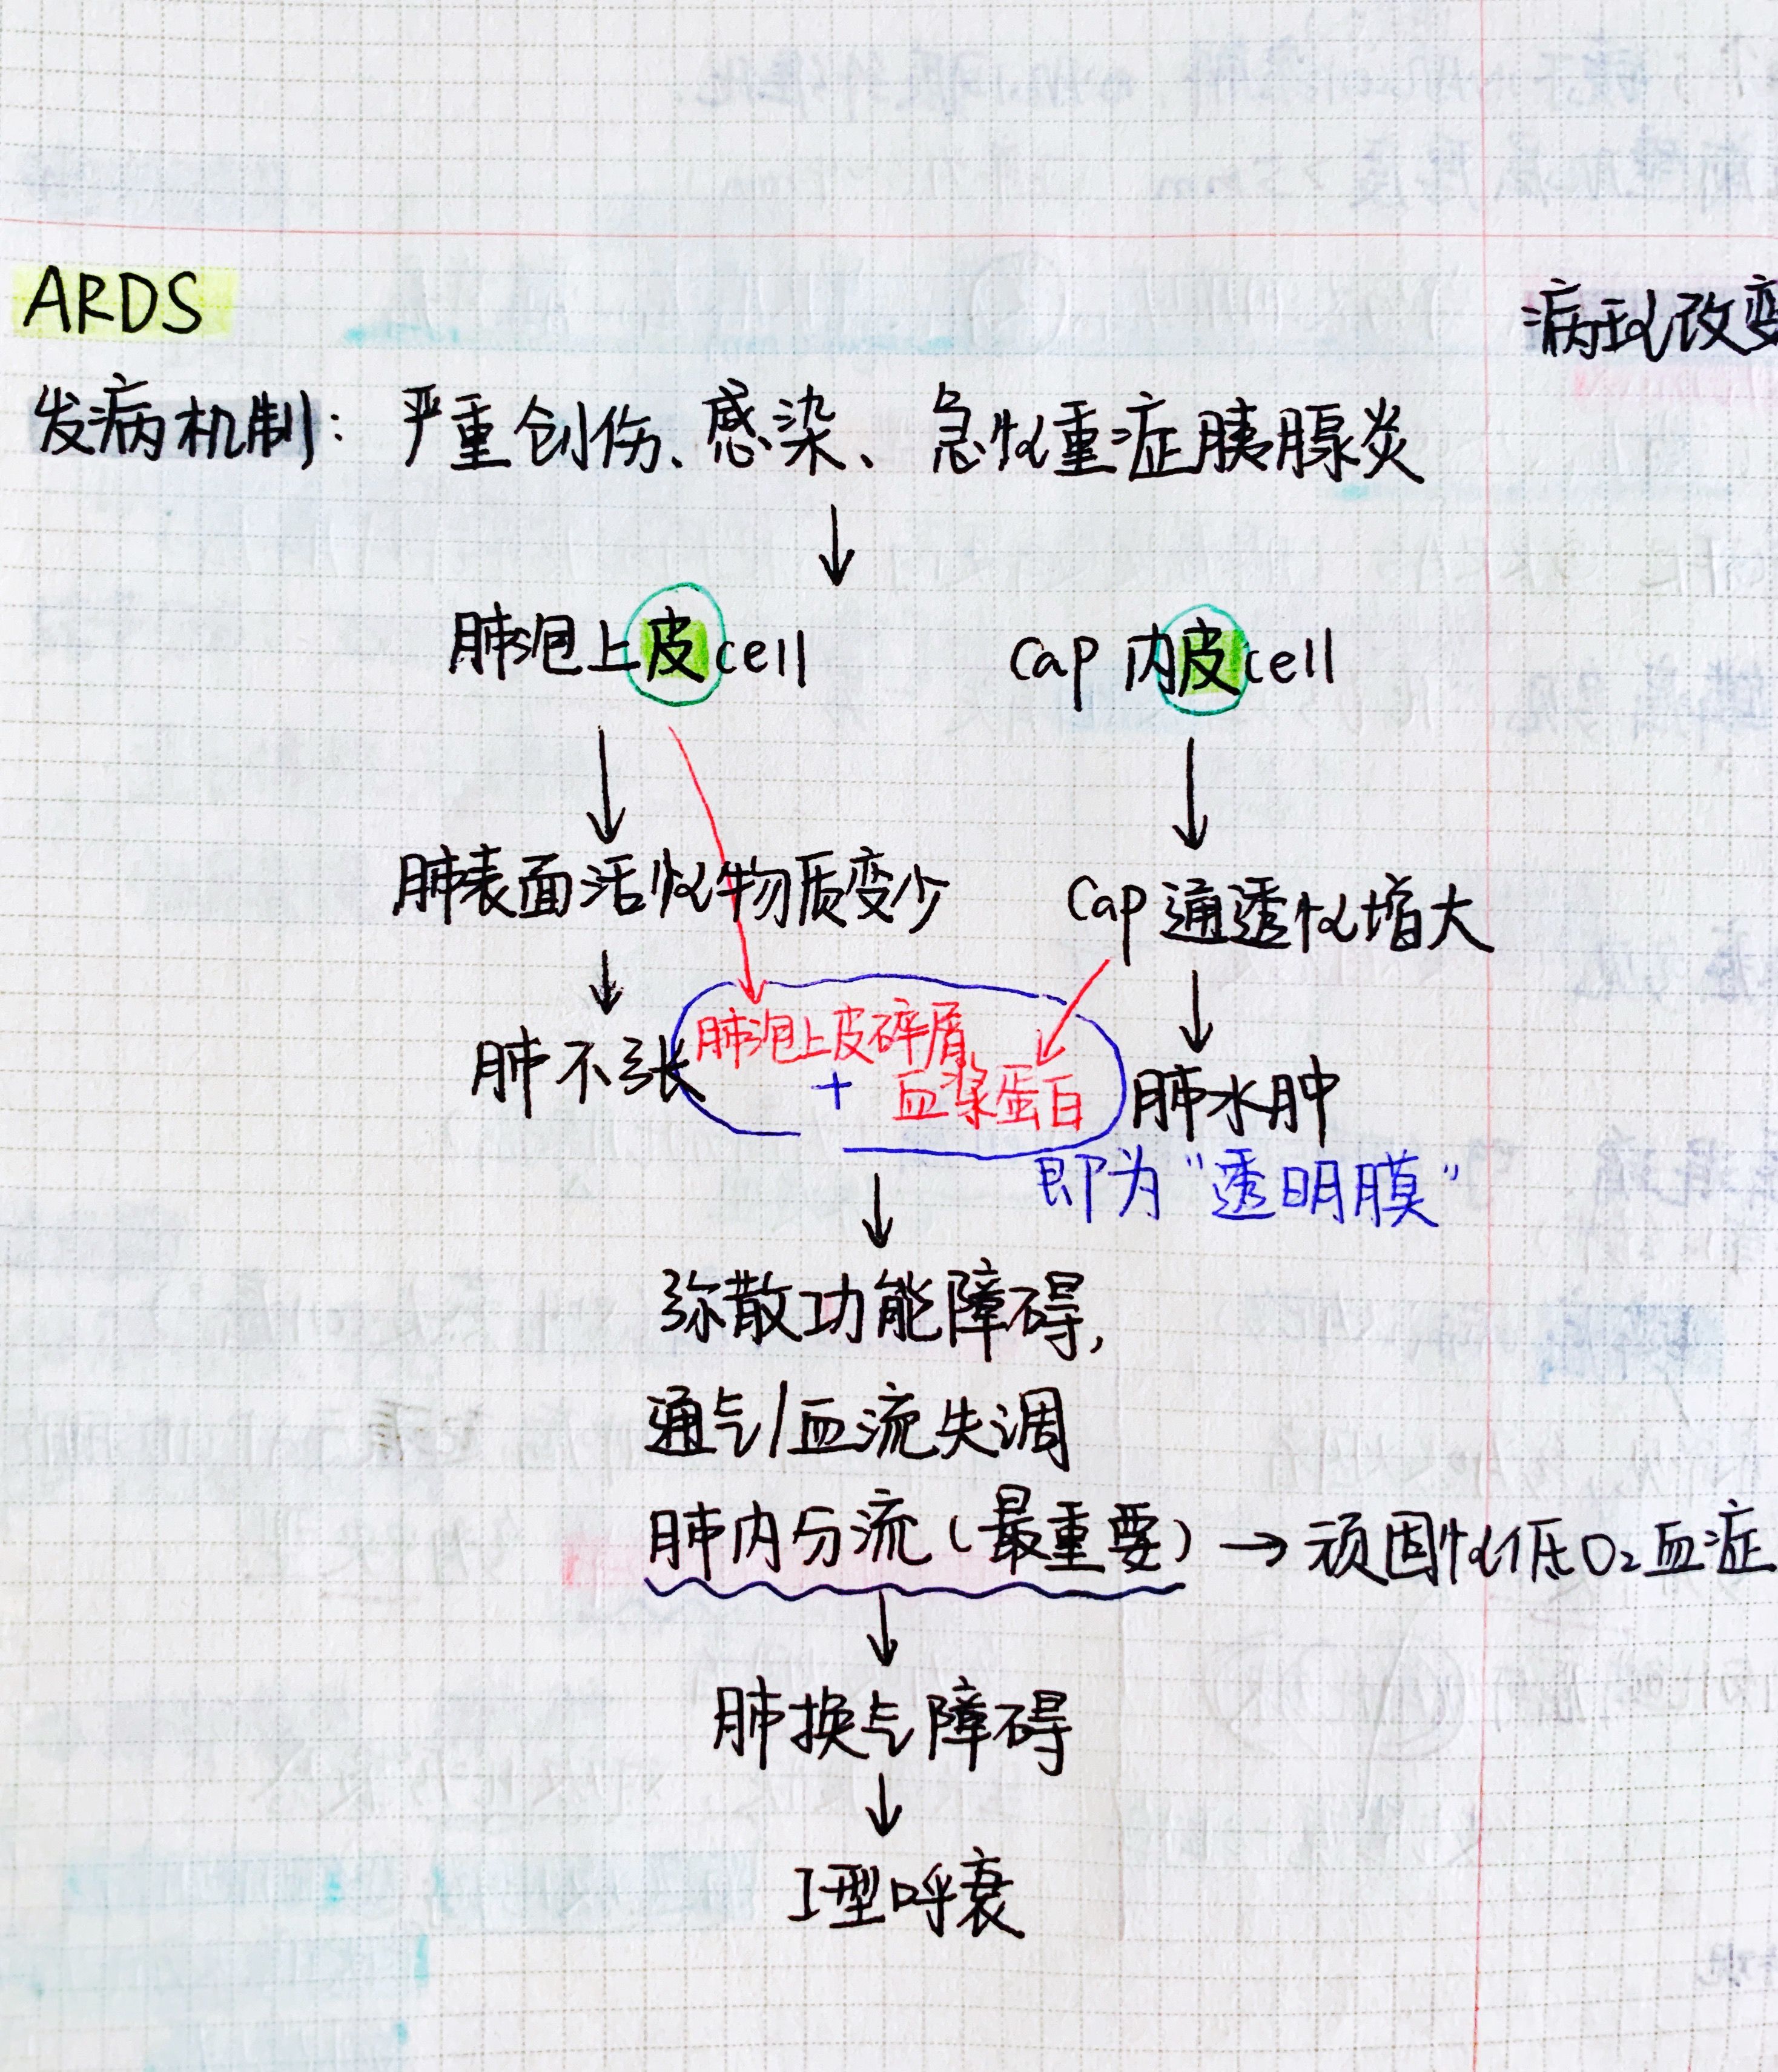 ARDS
病理改变
发病机制：严重创伤、感染、急性重症胰腺炎
↓
肺泡上皮cell
cap 内皮cell
↓ ↓
肺表面活性物质变少
Cap 通透性增大
↓ ↓
肺不张
肺泡上皮碎屑
+ 血浆蛋白
肺水肿
即为“透明膜”
↓
弥散功能障碍,
通气/血流失调
肺内分流(最重要) → 顽固性低O₂血症
↓
肺换气障碍
↓
I型呼衰